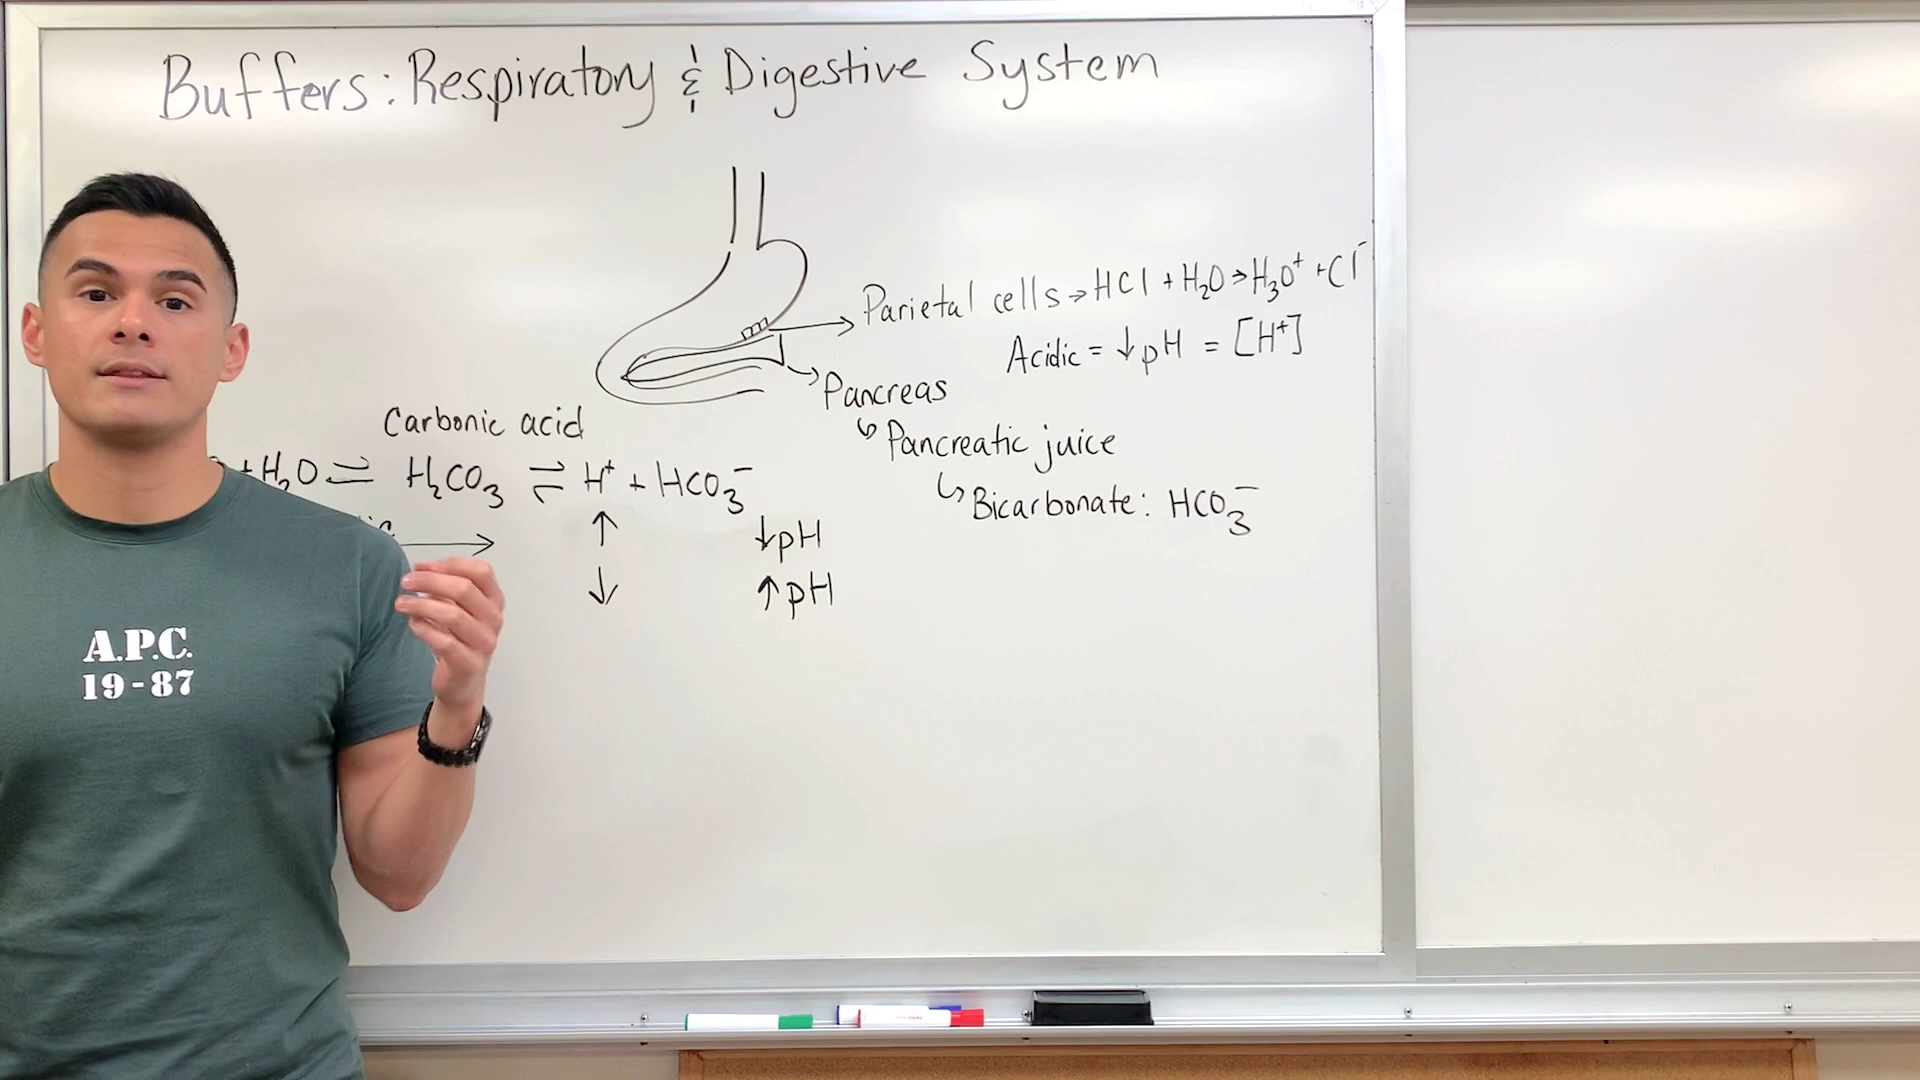 Buffers: Respiratory & Digestive System
Parietal cells → HCl + H₂O → H₃O⁺ + Cl⁻
Acidic = ↓pH = [H⁺]
Pancreas
Pancreatic juice
Bicarbonate: HCO₃⁻
Carbonic acid
+ H₂O ⇌ H₂CO₃ ⇌ H⁺ + HCO₃⁻
→ ↑ ↓pH
↓ ↑pH
A.P.C.
19-87